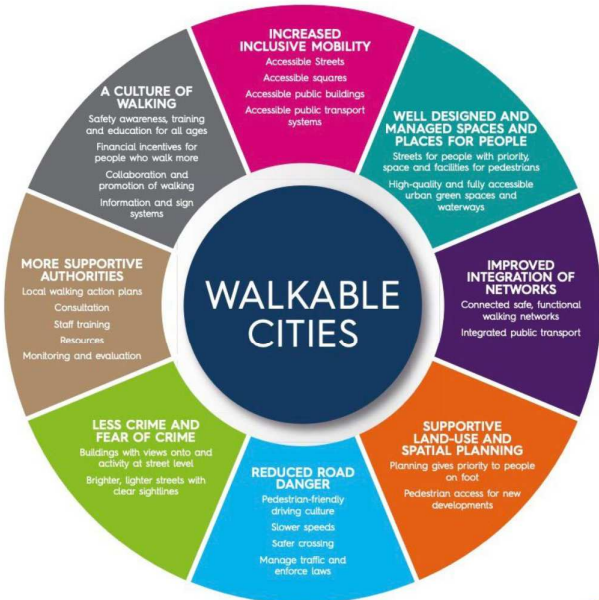 INCREASED
INCLUSIVE MOBILITY
Accessible Streets
Accessible squares
Accessible public buildings
Accessible public transport
systems
WELL DESIGNED AND
MANAGED SPACES AND
PLACES FOR PEOPLE
Streets for people with priority,
space and facilities for pedestrians
High-quality and fully accessible
urban green spaces and
waterways
IMPROVED
INTEGRATION OF
NETWORKS
Connected safe, functional
walking networks
Integrated public transport
SUPPORTIVE
LAND-USE AND
SPATIAL PLANNING
Planning gives priority to people
on foot
Pedestrian access for new
developments
REDUCED ROAD
DANGER
Pedestrian-friendly
driving culture
Slower speeds
Safer crossing
Manage traffic and
enforce laws
LESS CRIME AND
FEAR OF CRIME
Buildings with views onto and
activity at street level
Brighter, lighter streets with
clear sightlines
MORE SUPPORTIVE
AUTHORITIES
Local walking action plans
Consultation
Staff training
Resources
Monitoring and evaluation
A CULTURE OF
WALKING
Safety awareness, training
and education for all ages
Financial incentives for
people who walk more
Collaboration and
promotion of walking
Information and sign
systems
WALKABLE
CITIES